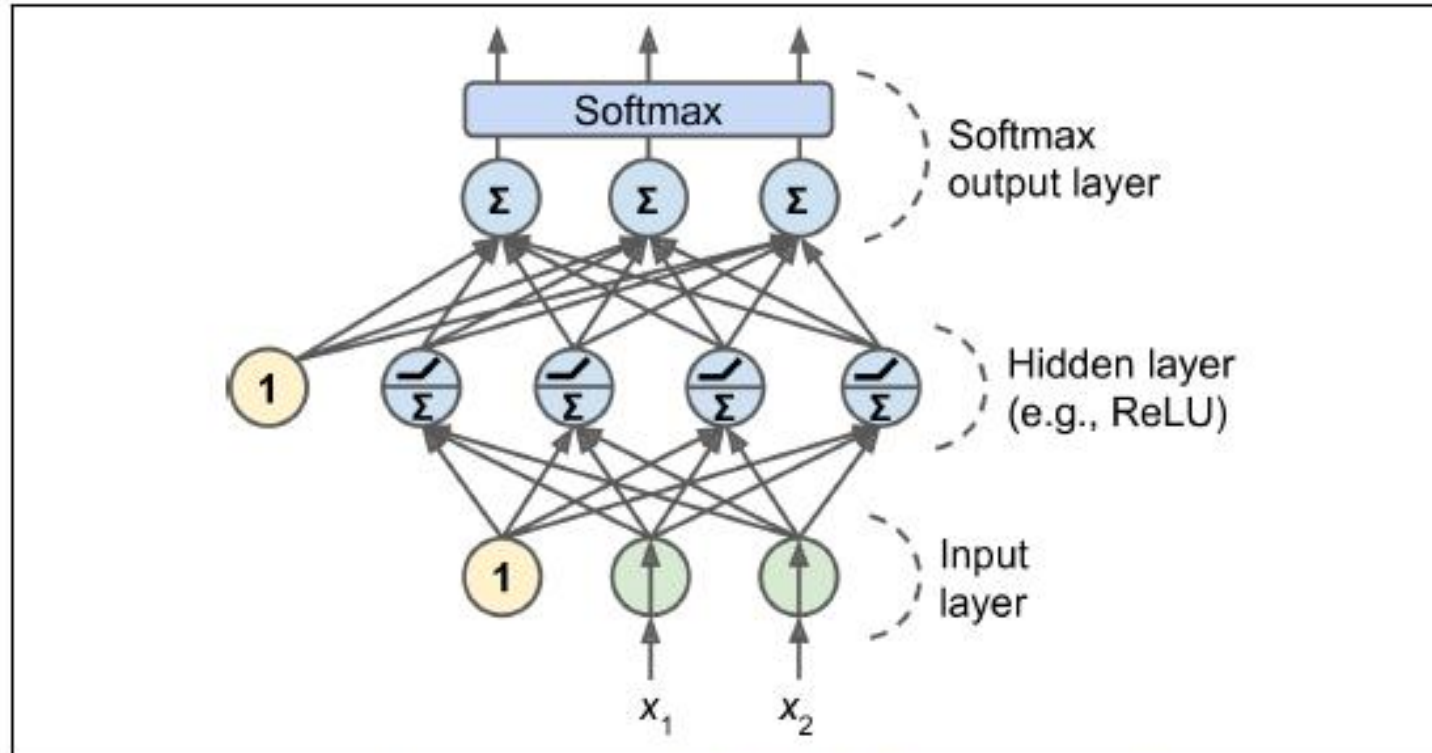 Softmax
Softmax
output layer
Σ
Σ
Σ
1
Σ
Σ
Σ
Σ
Hidden layer
(e.g., ReLU)
1
Input
layer
x₁
x₂